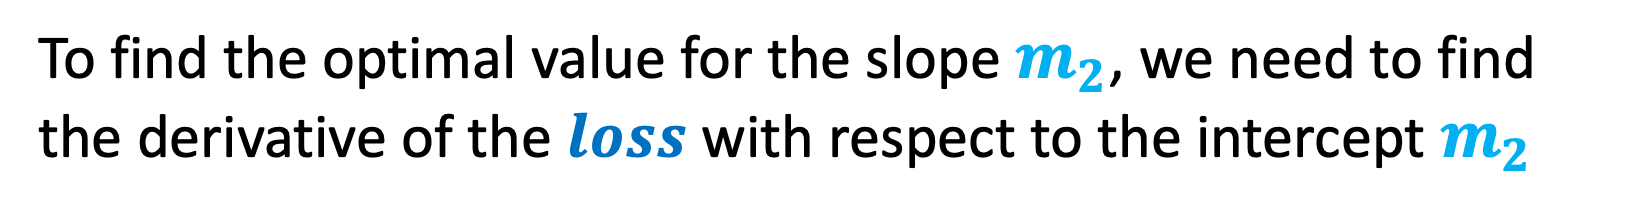 To find the optimal value for the slope m₂, we need to find
the derivative of the loss with respect to the intercept m₂